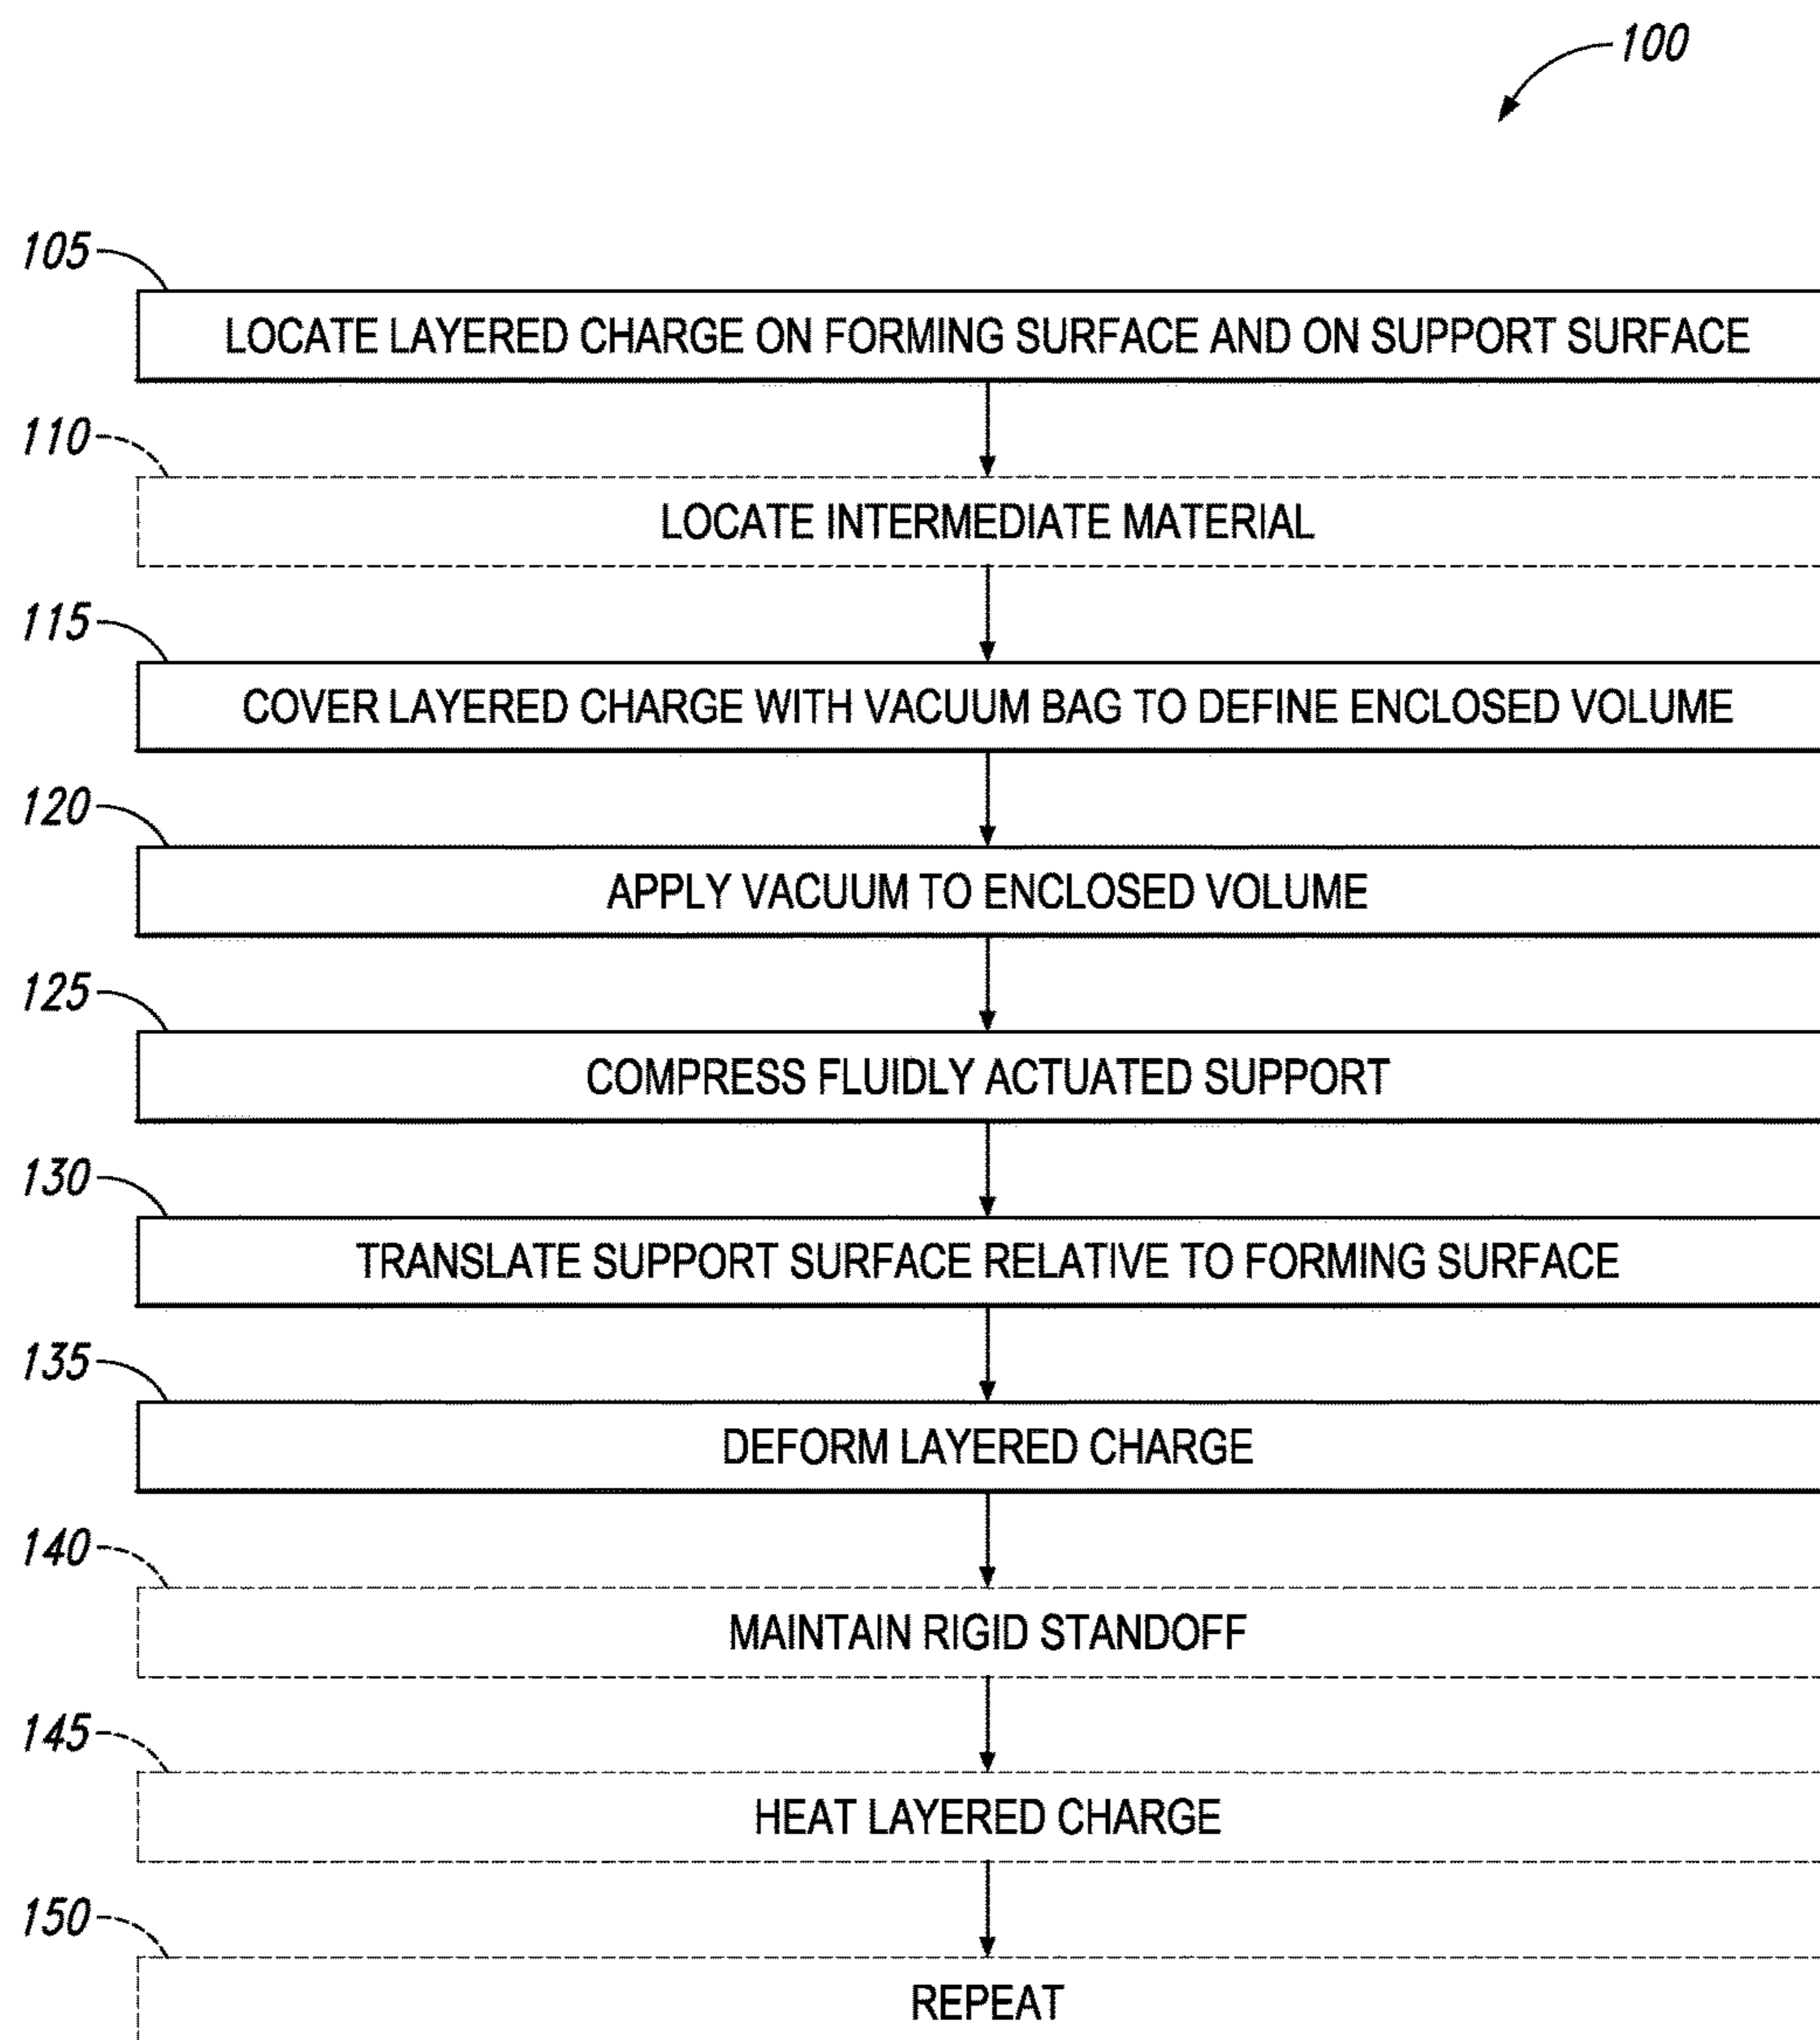 100
105
LOCATE LAYERED CHARGE ON FORMING SURFACE AND ON SUPPORT SURFACE
110
LOCATE INTERMEDIATE MATERIAL
115
COVER LAYERED CHARGE WITH VACUUM BAG TO DEFINE ENCLOSED VOLUME
120
APPLY VACUUM TO ENCLOSED VOLUME
125
COMPRESS FLUIDLY ACTUATED SUPPORT
130
TRANSLATE SUPPORT SURFACE RELATIVE TO FORMING SURFACE
135
DEFORM LAYERED CHARGE
140
MAINTAIN RIGID STANDOFF
145
HEAT LAYERED CHARGE
150
REPEAT